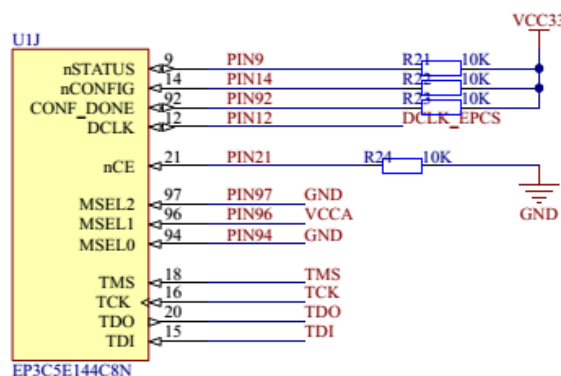 VCC33
U1J
nSTATUS 9 PIN9 R21 10K
nCONFIG 14 PIN14 R22 10K
CONF_DONE 92 PIN92 R23 10K
DCLK 12 PIN12 DCLK_EPCS
nCE 21 PIN21 R24 10K
MSEL2 97 PIN97 GND
MSEL1 96 PIN96 VCCA
MSEL0 94 PIN94 GND
GND
TMS 18 TMS
TCK 16 TCK
TDO 20 TDO
TDI 15 TDI
EP3C5E144C8N